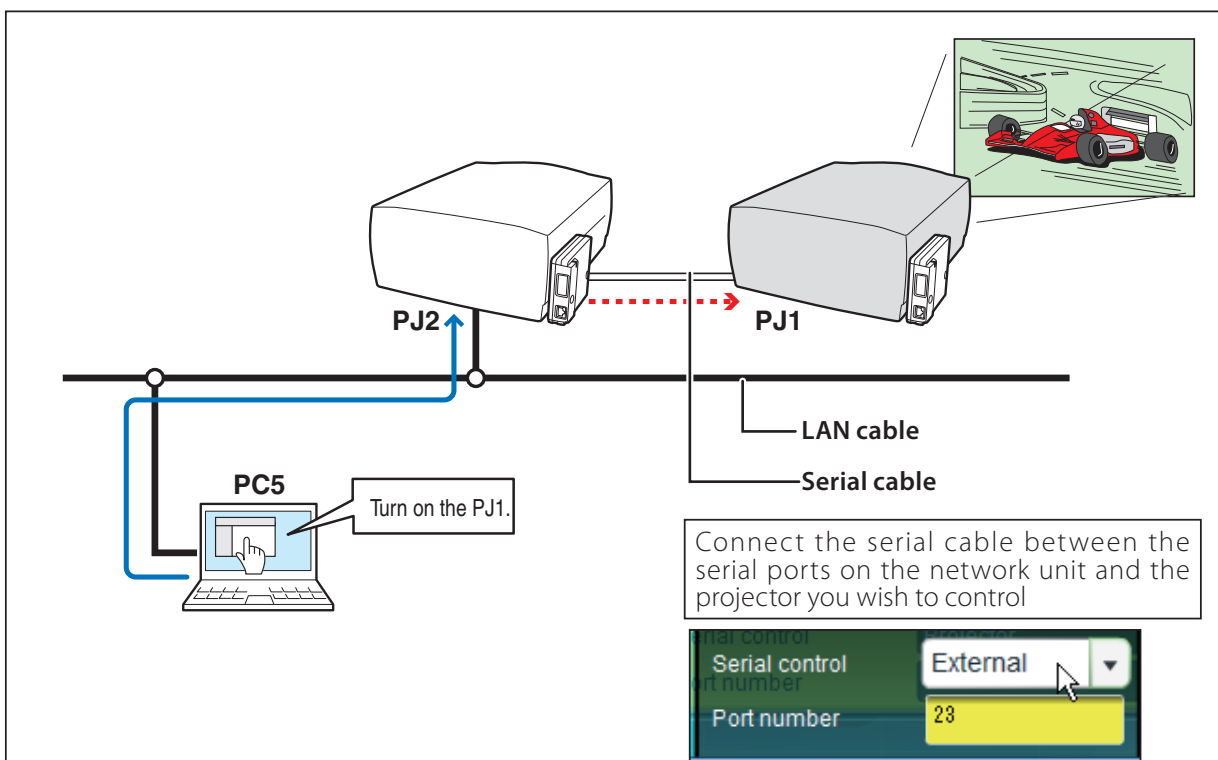 PJ2
PJ1
LAN cable
Serial cable
PC5
Turn on the PJ1.
Connect the serial cable between the
serial ports on the network unit and the
projector you wish to control
Serial control
External
Port number
23